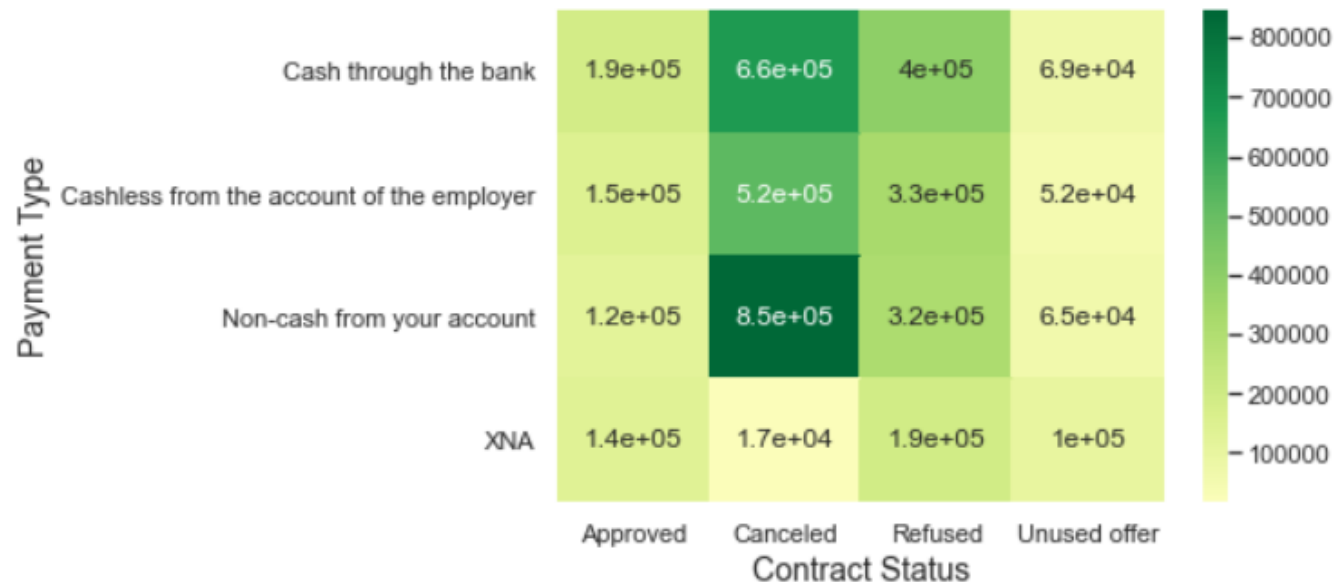 Payment Type
Cash through the bank 1.9e+05 6.6e+05 4e+05 6.9e+04
Cashless from the account of the employer 1.5e+05 5.2e+05 3.3e+05 5.2e+04
Non-cash from your account 1.2e+05 8.5e+05 3.2e+05 6.5e+04
XNA 1.4e+05 1.7e+04 1.9e+05 1e+05
Approved Canceled Refused Unused offer
Contract Status
800000
700000
600000
500000
400000
300000
200000
100000